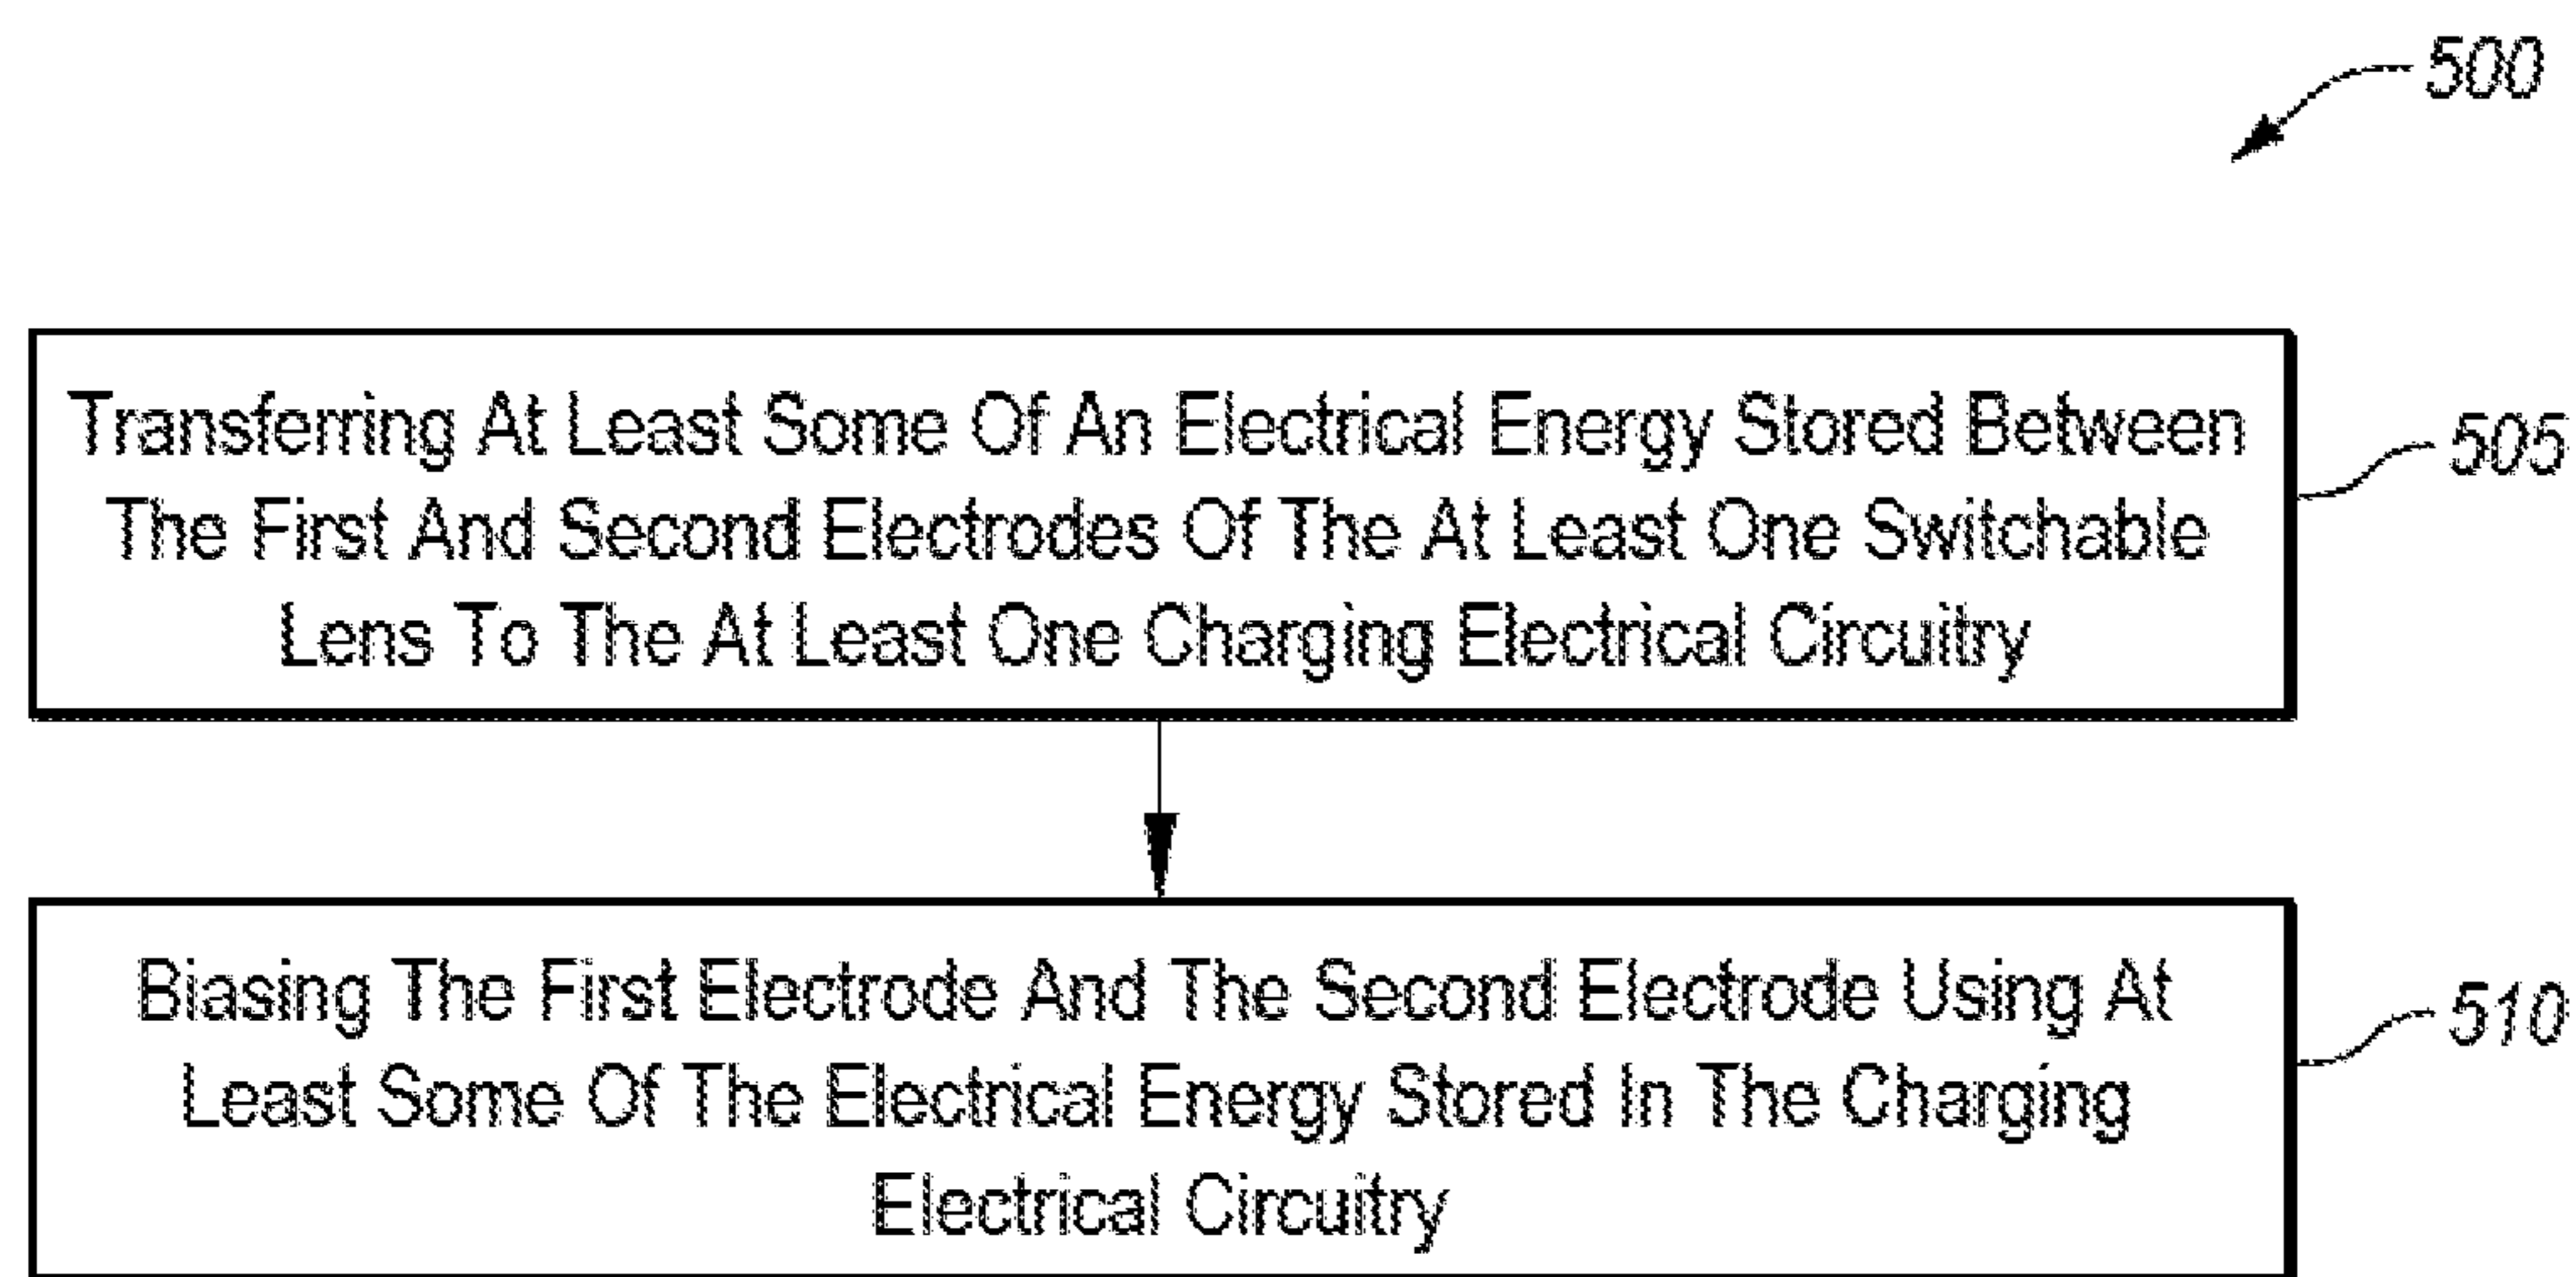 500
Transferring At Least Some Of An Electrical Energy Stored Between
The First And Second Electrodes Of The At Least One Switchable
Lens To The At Least One Charging Electrical Circuitry
505
Biasing The First Electrode And The Second Electrode Using At
Least Some Of The Electrical Energy Stored In The Charging
Electrical Circuitry
510